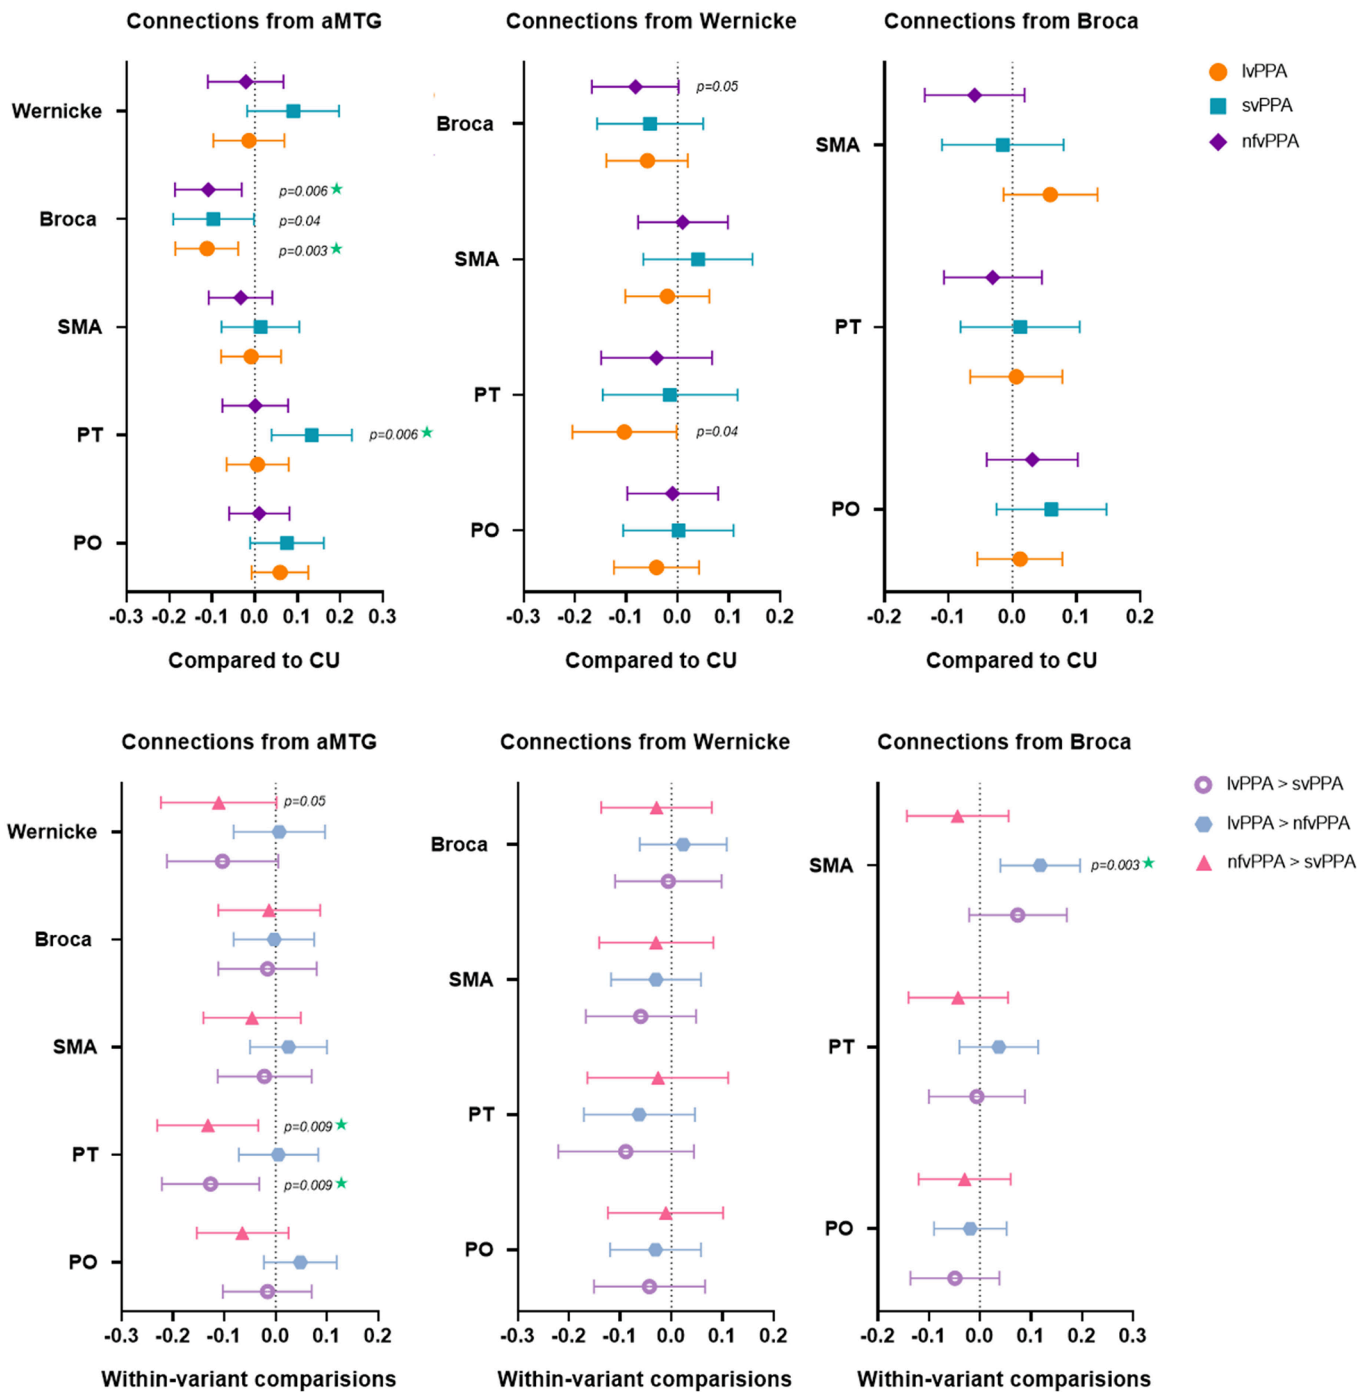 Connections from aMTG
Wernicke
Broca
p=0.006
p=0.04
p=0.003
SMA
PT
p=0.006
PO
-0.3 -0.2 -0.1 0.0 0.1 0.2 0.3
Compared to CU
Connections from Wernicke
Broca
p=0.05
SMA
PT
p=0.04
PO
-0.3 -0.2 -0.1 0.0 0.1 0.2
Compared to CU
Connections from Broca
SMA
PT
PO
-0.2 -0.1 0.0 0.1 0.2
Compared to CU
lvPPA
svPPA
nfvPPA
Connections from aMTG
p=0.05
Wernicke
Broca
SMA
p=0.009
PT
p=0.009
PO
-0.3 -0.2 -0.1 0.0 0.1 0.2
Within-variant comparisions
Connections from Wernicke
Broca
SMA
PT
PO
-0.3 -0.2 -0.1 0.0 0.1 0.2
Within-variant comparisions
Connections from Broca
SMA
p=0.003
PT
PO
-0.2 -0.1 0.0 0.1 0.2 0.3
Within-variant comparisions
lvPPA > svPPA
lvPPA > nfvPPA
nfvPPA > svPPA